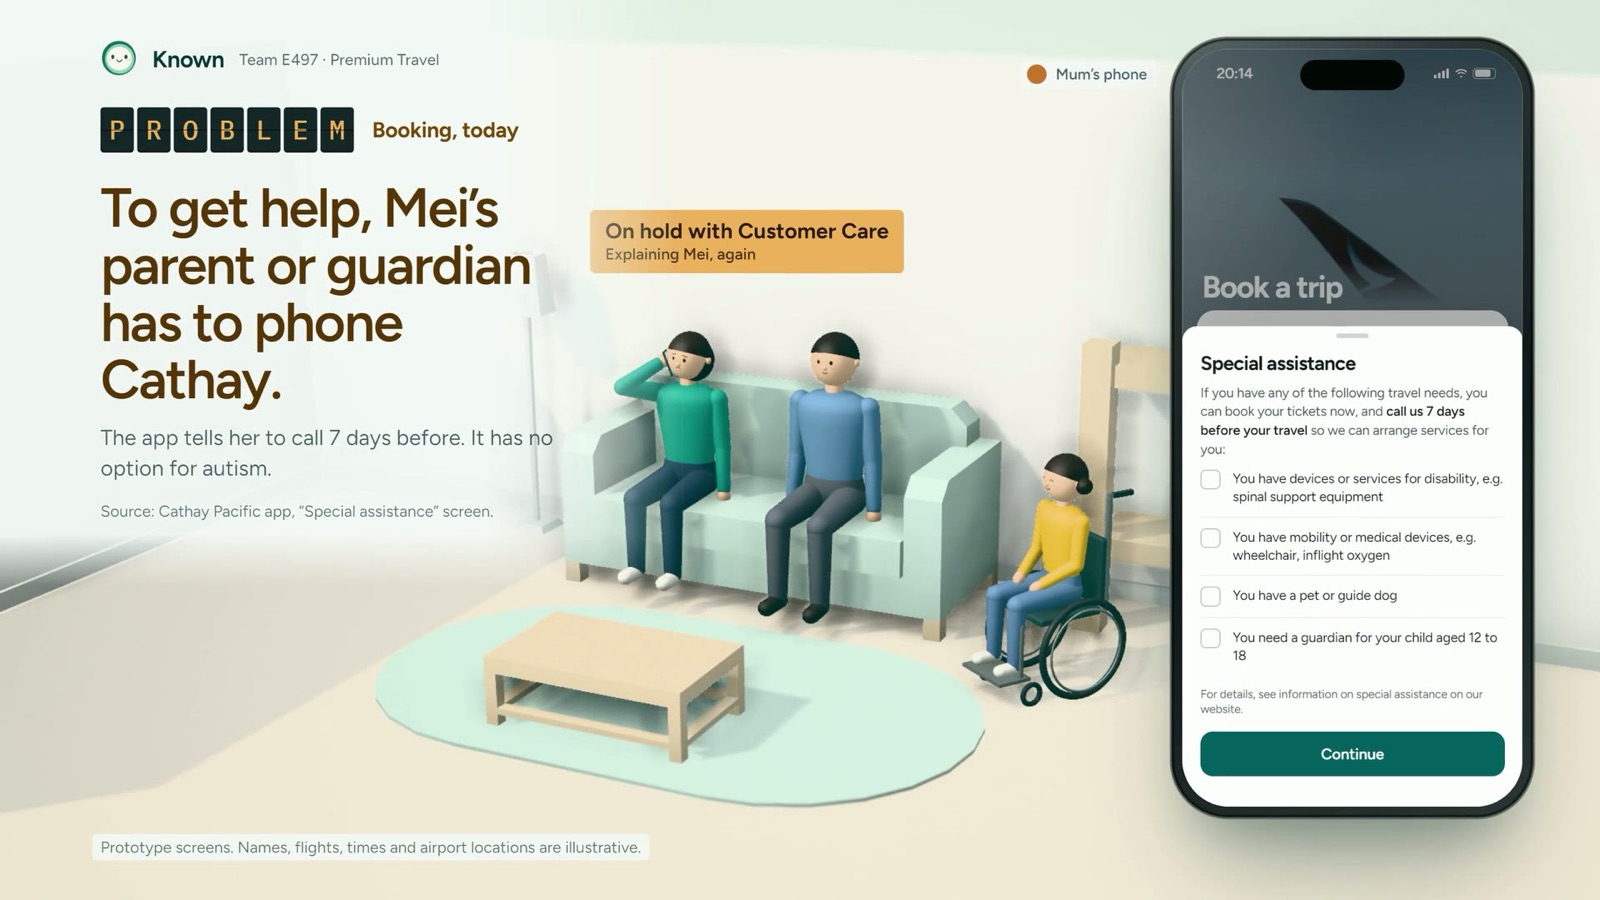 Known Team E497 · Premium Travel
PROBLEM Booking, today
To get help, Mei’s
parent or guardian
has to phone
Cathay.
The app tells her to call 7 days before. It has no
option for autism.
Source: Cathay Pacific app, “Special assistance” screen.
On hold with Customer Care
Explaining Mei, again
Mum’s phone
20:14
Book a trip
Special assistance
If you have any of the following travel needs, you
can book your tickets now, and call us 7 days
before your travel so we can arrange services for
you:
You have devices or services for disability, e.g.
spinal support equipment
You have mobility or medical devices, e.g.
wheelchair, inflight oxygen
You have a pet or guide dog
You need a guardian for your child aged 12 to
18
For details, see information on special assistance on our
website.
Continue
Prototype screens. Names, flights, times and airport locations are illustrative.